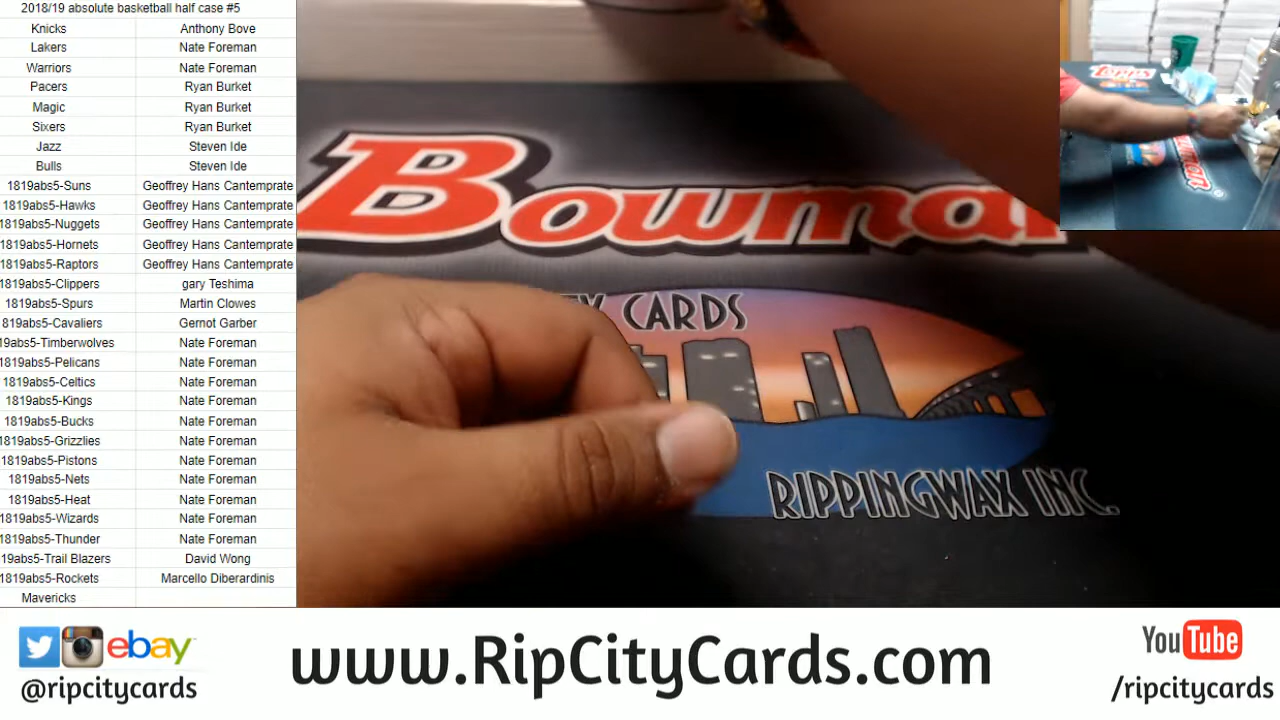 2018/19 absolute basketball half case #5
Knicks Anthony Bove
Lakers Nate Foreman
Warriors Nate Foreman
Pacers Ryan Burket
Magic Ryan Burket
Sixers Ryan Burket
Jazz Steven Ide
Bulls Steven Ide
1819abs5-Suns Geoffrey Hans Cantemprate
1819abs5-Hawks Geoffrey Hans Cantemprate
1819abs5-Nuggets Geoffrey Hans Cantemprate
1819abs5-Hornets Geoffrey Hans Cantemprate
1819abs5-Raptors Geoffrey Hans Cantemprate
1819abs5-Clippers gary Teshima
1819abs5-Spurs Martin Clowes
819abs5-Cavaliers Gernot Garber
19abs5-Timberwolves Nate Foreman
1819abs5-Pelicans Nate Foreman
1819abs5-Celtics Nate Foreman
1819abs5-Kings Nate Foreman
1819abs5-Bucks Nate Foreman
1819abs5-Grizzlies Nate Foreman
1819abs5-Pistons Nate Foreman
1819abs5-Nets Nate Foreman
1819abs5-Heat Nate Foreman
1819abs5-Wizards Nate Foreman
1819abs5-Thunder Nate Foreman
19abs5-Trail Blazers David Wong
1819abs5-Rockets Marcello Diberardinis
Mavericks
Topps
Bowman
Bowma
CARDS
RIPPINGWAX INC.
ebay
@ripcitycards
www.RipCityCards.com
YouTube
/ripcitycards